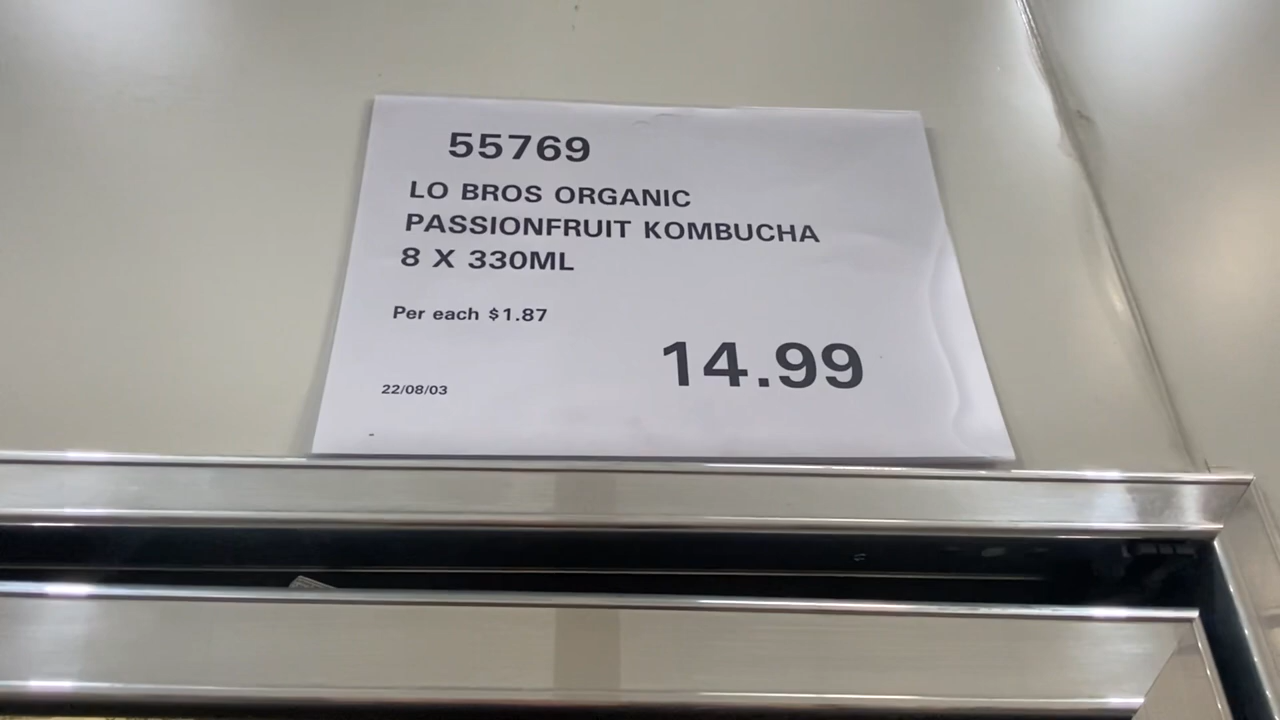 55769
LO BROS ORGANIC
PASSIONFRUIT KOMBUCHA
8 X 330ML
Per each $1.87
14.99
22/08/03
-